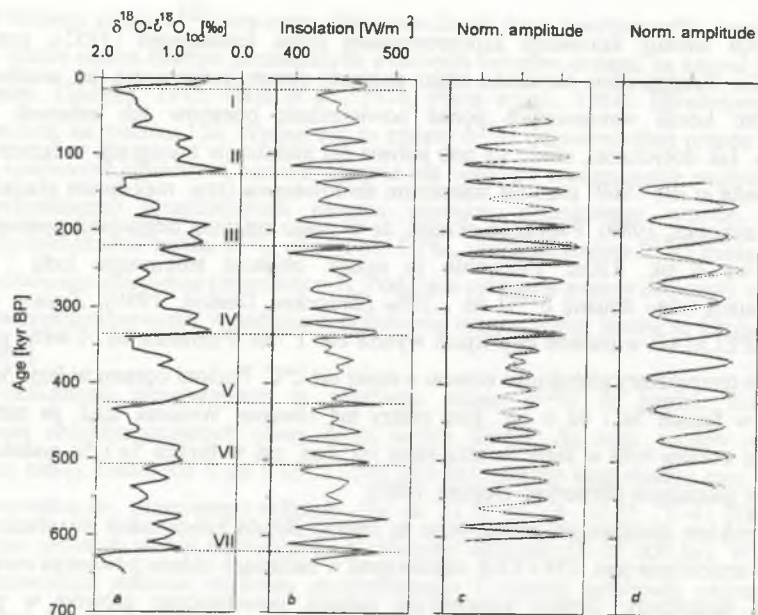 δ18O-δ18Oloc[‰]
Insolation [W/m2]
Norm. amplitude
Norm. amplitude
2.0 1.0 0.0
400 500
0
100
200
300
400
500
600
700
Age [kyr BP]
I
II
III
IV
V
VI
VII
a
b
c
d